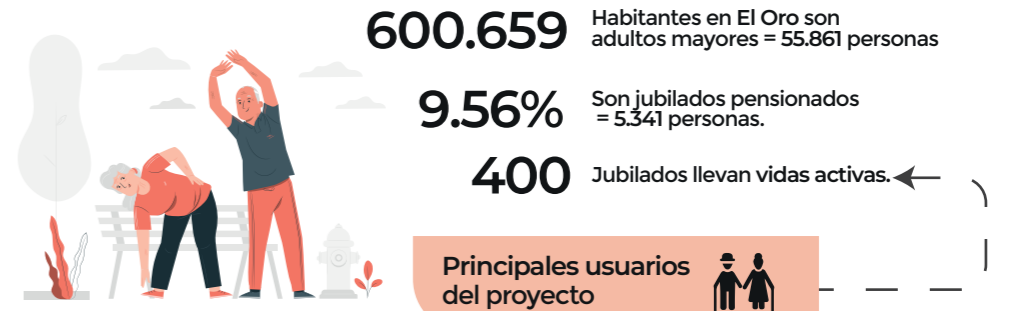 600.659
Habitantes en El Oro son
adultos mayores = 55.861 personas
9.56%
Son jubilados pensionados
= 5.341 personas.
400
Jubilados llevan vidas activas.
Principales usuarios
del proyecto